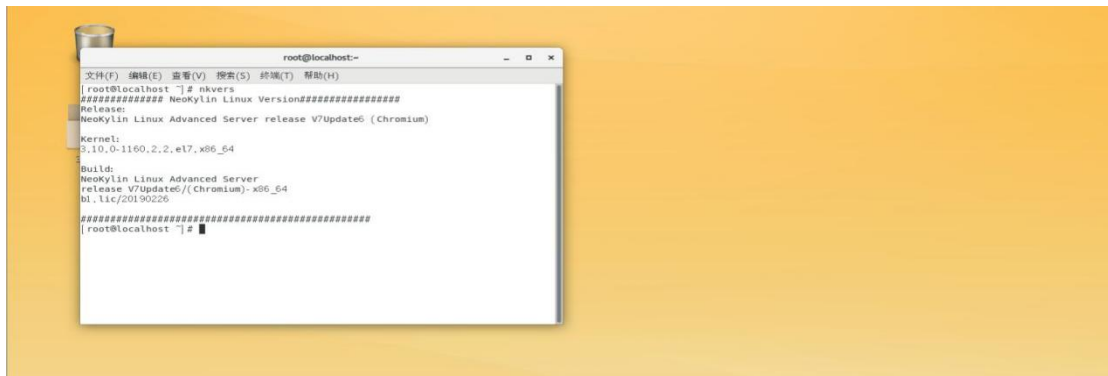 root@localhost:~
文件(F) 编辑(E) 查看(V) 搜索(S) 终端(T) 帮助(H)
[root@localhost ~]# nkvers
############## NeoKylin Linux Version#################
Release:
NeoKylin Linux Advanced Server release V7Update6 (Chromium)
Kernel:
3.10.0-1160.2.2.el7.x86_64
Build:
NeoKylin Linux Advanced Server
release V7Update6/(Chromium)-x86_64
b1.lic/20190226
#################################################
[root@localhost ~]#